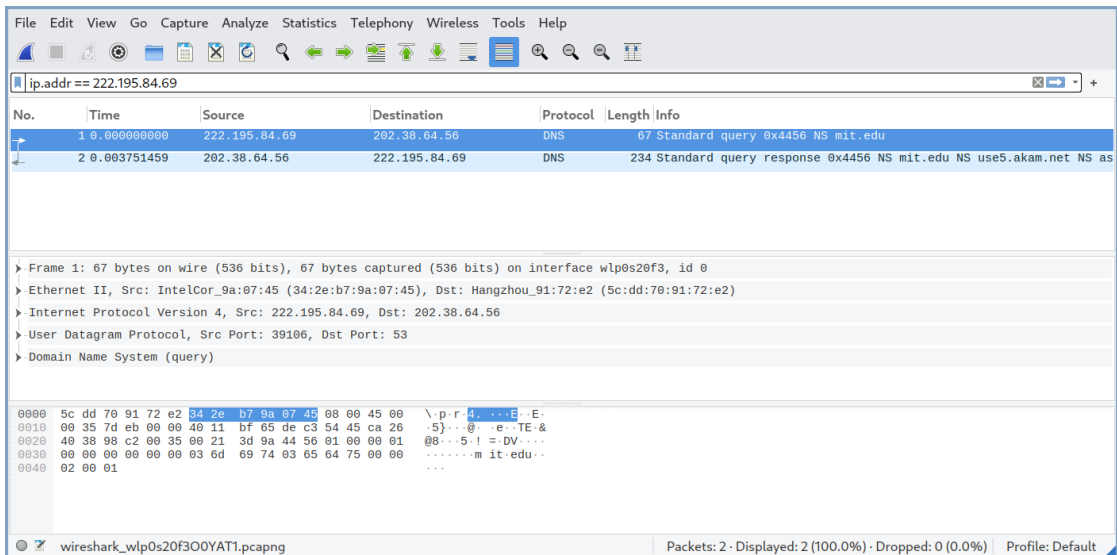 File Edit View Go Capture Analyze Statistics Telephony Wireless Tools Help
ip.addr == 222.195.84.69
No. Time Source Destination Protocol Length Info
1 0.000000000 222.195.84.69 202.38.64.56 DNS 67 Standard query 0x4456 NS mit.edu
2 0.003751459 202.38.64.56 222.195.84.69 DNS 234 Standard query response 0x4456 NS mit.edu NS use5.akam.net NS as
Frame 1: 67 bytes on wire (536 bits), 67 bytes captured (536 bits) on interface wlp0s20f3, id 0
Ethernet II, Src: IntelCor_9a:07:45 (34:2e:b7:9a:07:45), Dst: Hangzhou_91:72:e2 (5c:dd:70:91:72:e2)
Internet Protocol Version 4, Src: 222.195.84.69, Dst: 202.38.64.56
User Datagram Protocol, Src Port: 39106, Dst Port: 53
Domain Name System (query)
0000 5c dd 70 91 72 e2 34 2e b7 9a 07 45 08 00 45 00 \·p·r·4. ···E··E·
0010 00 35 7d eb 00 00 40 11 bf 65 de c3 54 45 ca 26 ·5}···@· ·e··TE·&
0020 40 38 98 c2 00 35 00 21 3d 9a 44 56 01 00 00 01 @8···5·! =·DV····
0030 00 00 00 00 00 00 03 6d 69 74 03 65 64 75 00 00 ·······m it·edu··
0040 02 00 01 ···
wireshark_wlp0s20f3O0YAT1.pcapng Packets: 2 · Displayed: 2 (100.0%) · Dropped: 0 (0.0%) Profile: Default